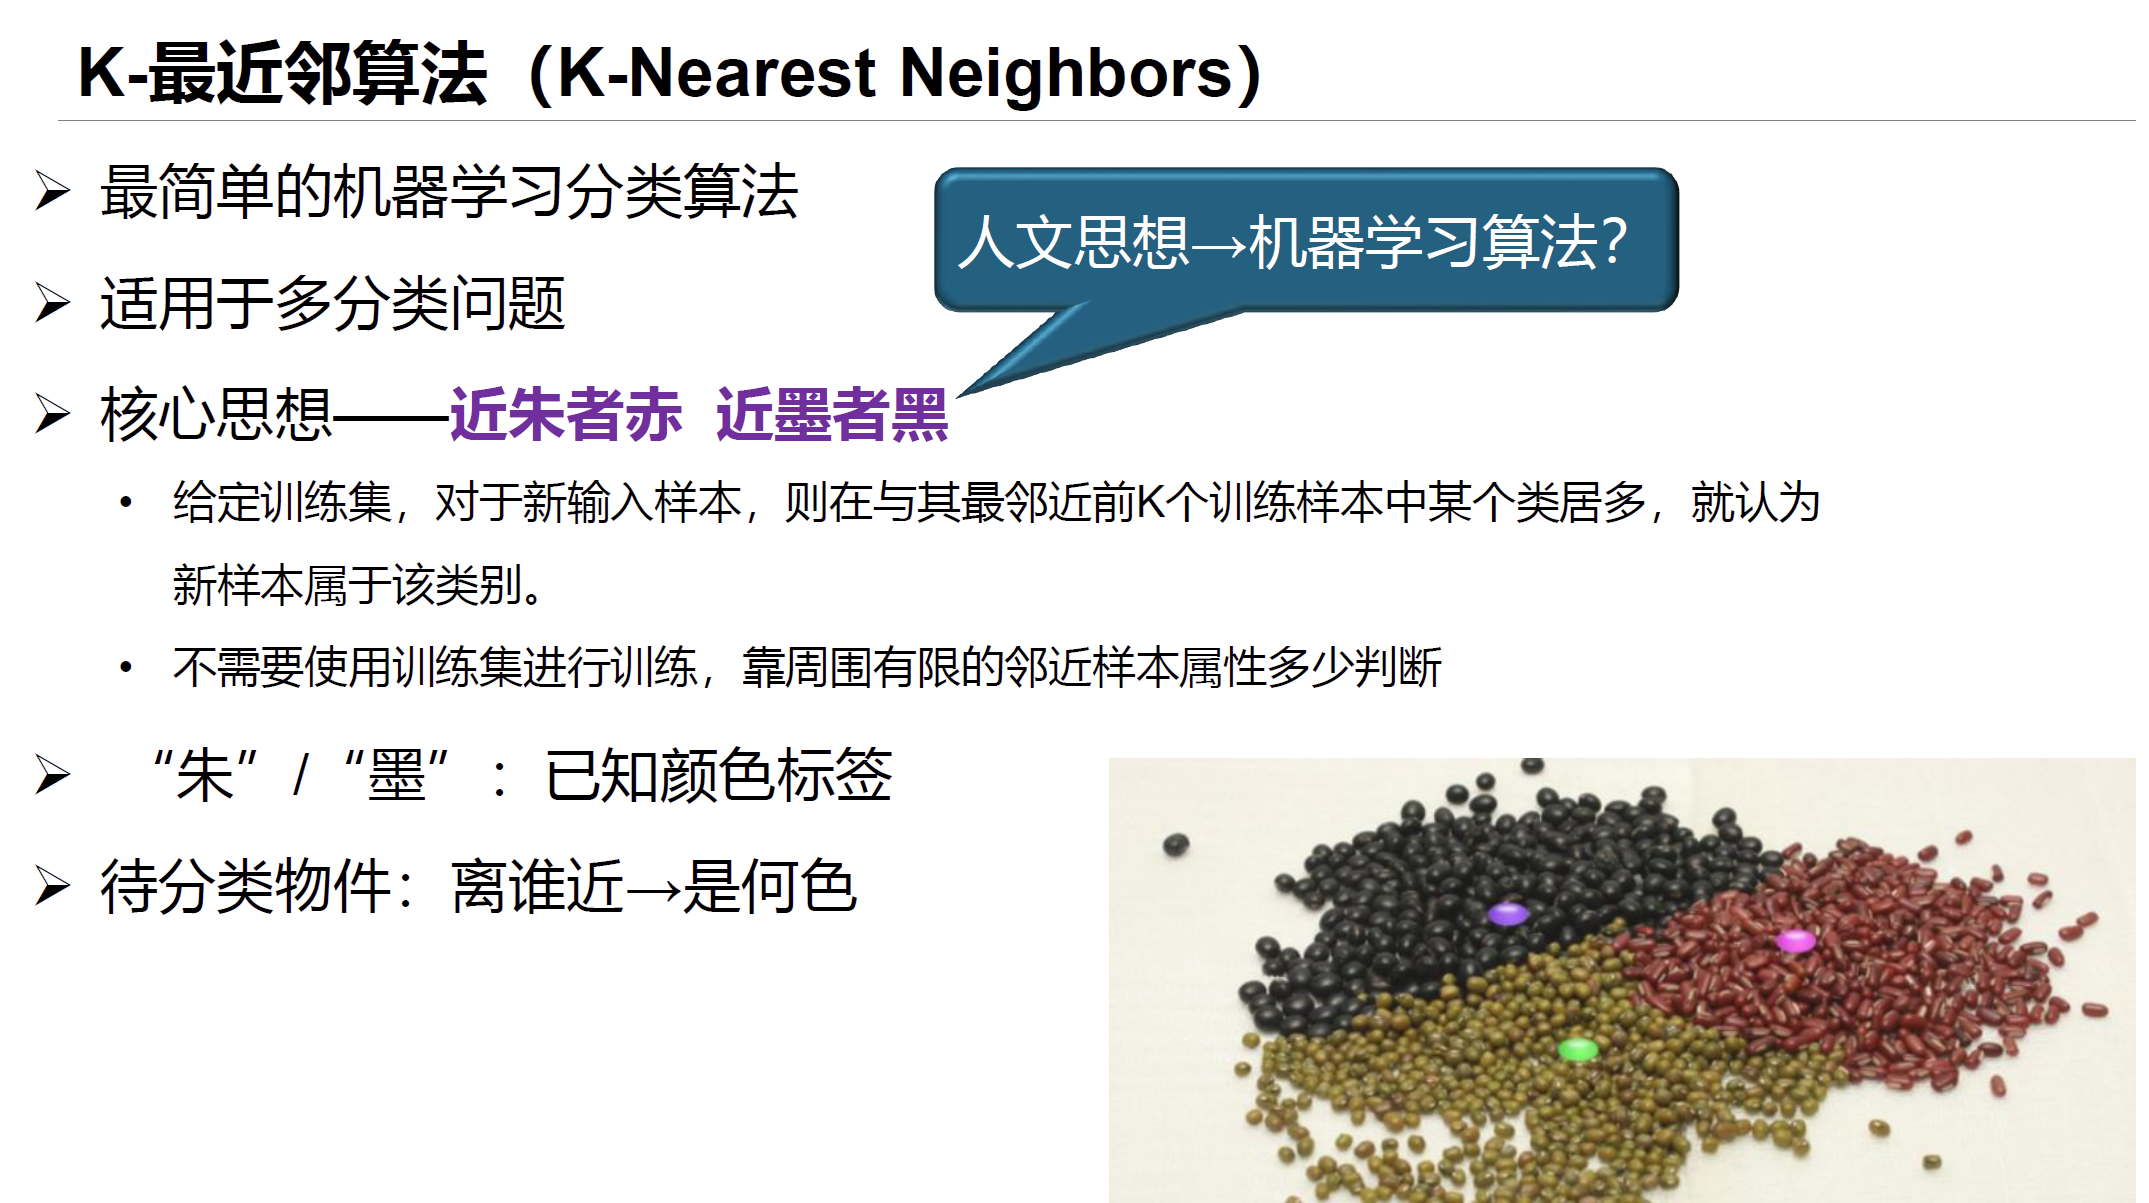 K-最近邻算法（K-Nearest Neighbors）
最简单的机器学习分类算法
人文思想→机器学习算法？
适用于多分类问题
核心思想——近朱者赤 近墨者黑
给定训练集，对于新输入样本，则在与其最邻近前K个训练样本中某个类居多，就认为
新样本属于该类别。
不需要使用训练集进行训练，靠周围有限的邻近样本属性多少判断
“朱” / “墨” ：已知颜色标签
待分类物件：离谁近→是何色